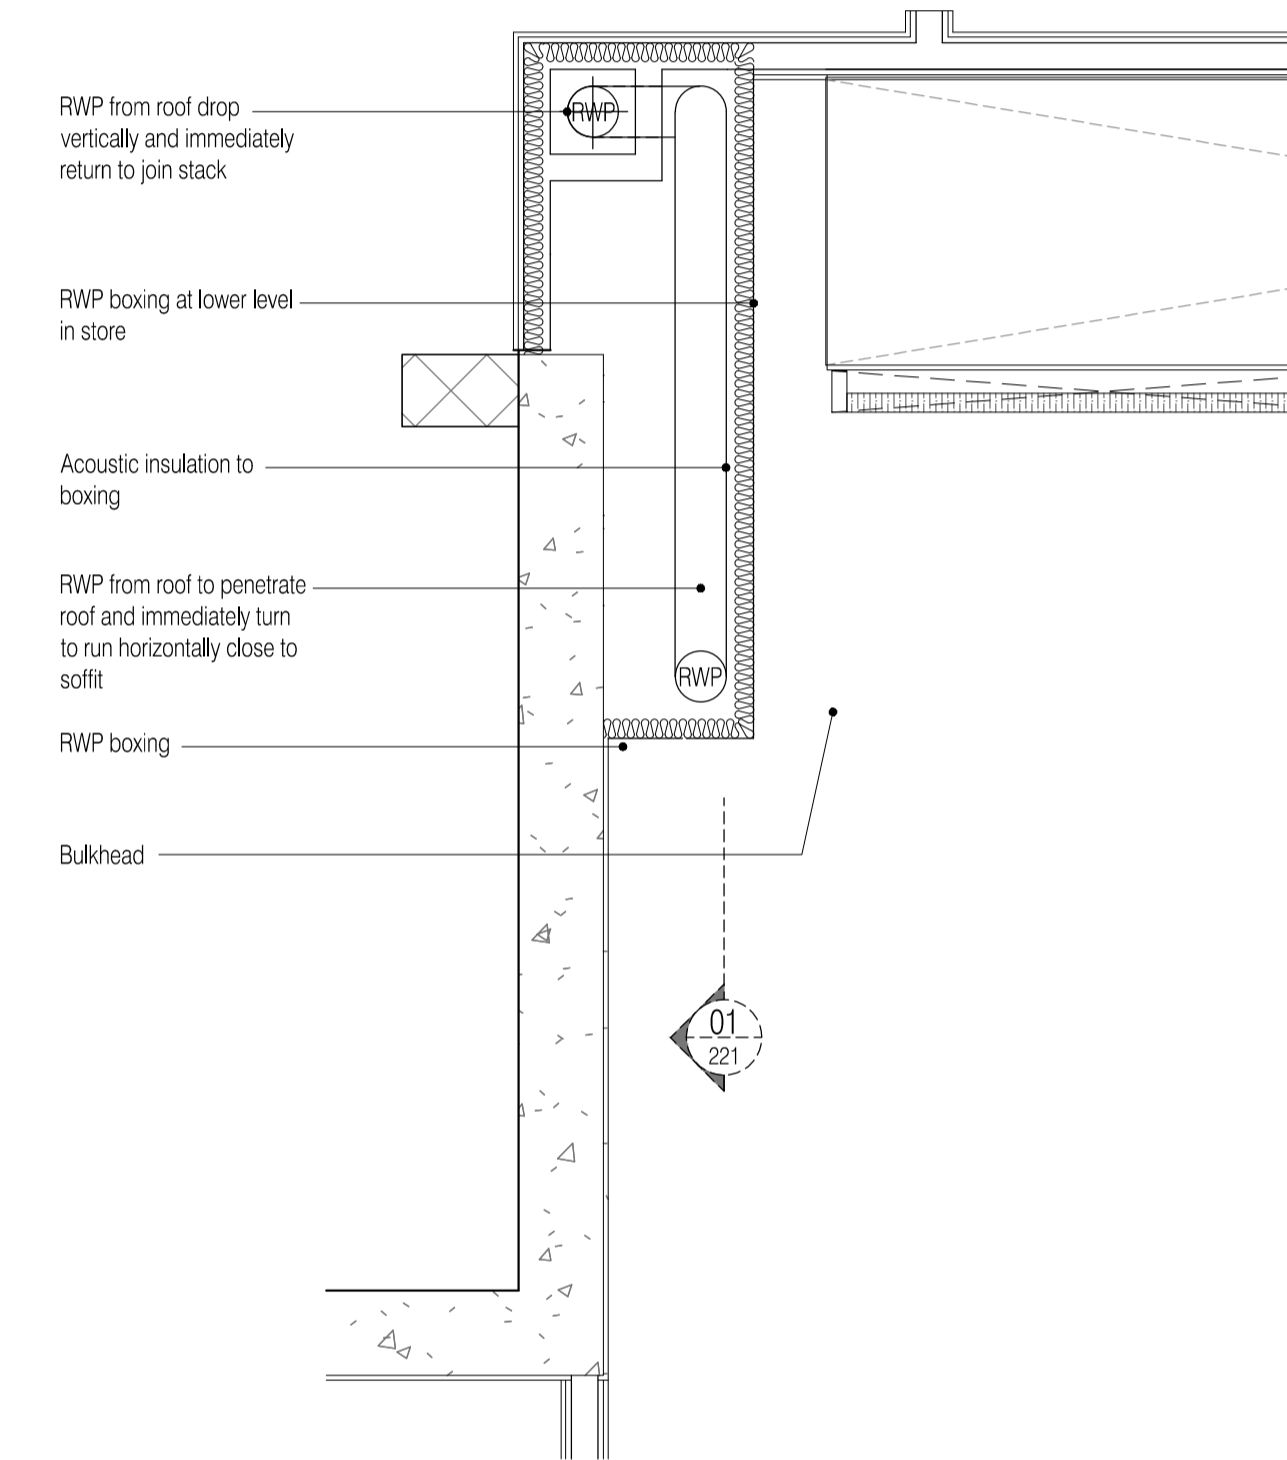 RWP from roof drop
vertically and immediately
return to join stack
RWP
RWP boxing at lower level
in store
Acoustic insulation to
boxing
RWP from roof to penetrate
roof and immediately turn
to run horizontally close to
soffit
RWP
RWP boxing
Bulkhead
01
221